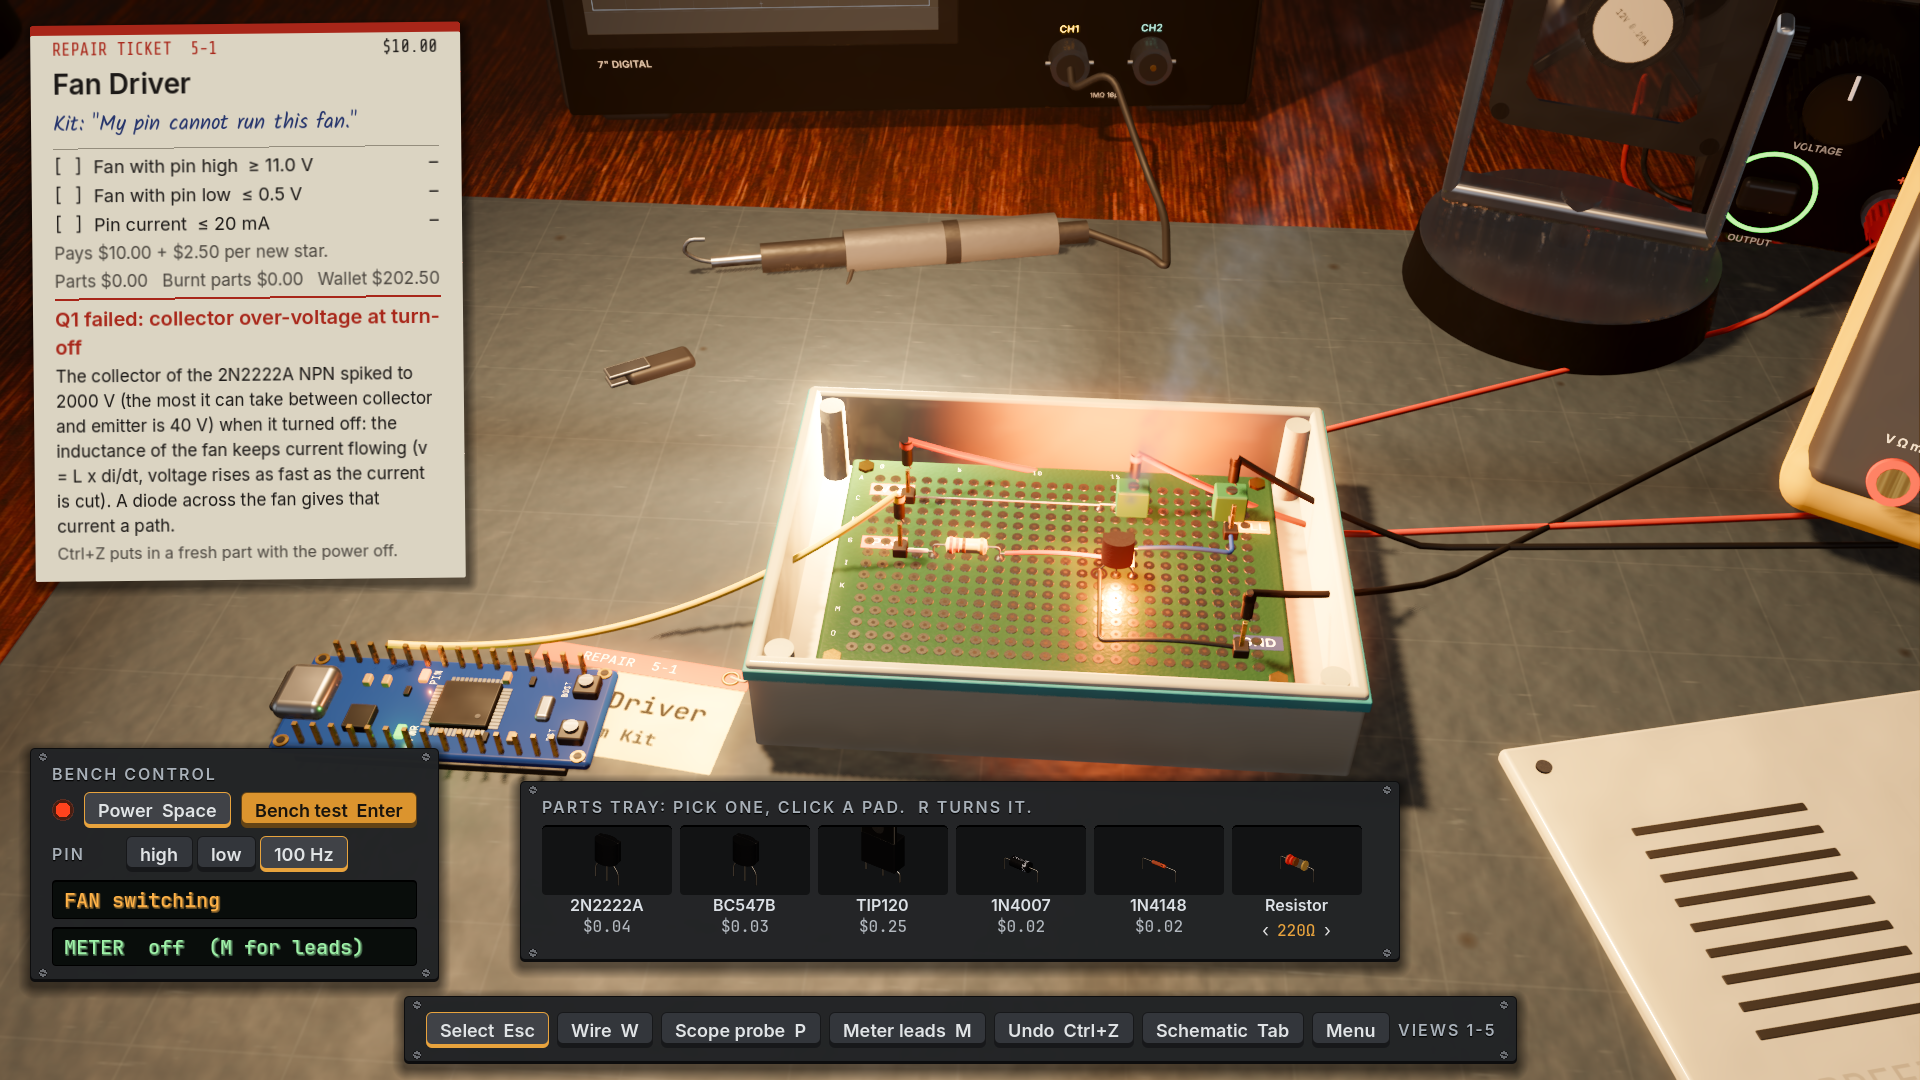 REPAIR TICKET 5-1 $10.00
Fan Driver
Kit: "My pin cannot run this fan."
[ ] Fan with pin high ≥ 11.0 V –
[ ] Fan with pin low ≤ 0.5 V –
[ ] Pin current ≤ 20 mA –
Pays $10.00 + $2.50 per new star.
Parts $0.00 Burnt parts $0.00 Wallet $202.50
Q1 failed: collector over-voltage at turn-
off
The collector of the 2N2222A NPN spiked to
2000 V (the most it can take between collector
and emitter is 40 V) when it turned off: the
inductance of the fan keeps current flowing (v
= L x di/dt, voltage rises as fast as the current
is cut). A diode across the fan gives that
current a path.
Ctrl+Z puts in a fresh part with the power off.
7" DIGITAL
CH1
CH2
1MΩ
VOLTAGE
OUTPUT
V Ω
REPAIR 5-1
Driver
Kit
PIN
BENCH CONTROL
Power Space
Bench test Enter
PIN
high
low
100 Hz
FAN switching
METER off (M for leads)
PARTS TRAY: PICK ONE, CLICK A PAD. R TURNS IT.
2N2222A
$0.04
BC547B
$0.03
TIP120
$0.25
1N4007
$0.02
1N4148
$0.02
Resistor
‹ 220Ω ›
Select Esc
Wire W
Scope probe P
Meter leads M
Undo Ctrl+Z
Schematic Tab
Menu
VIEWS 1-5